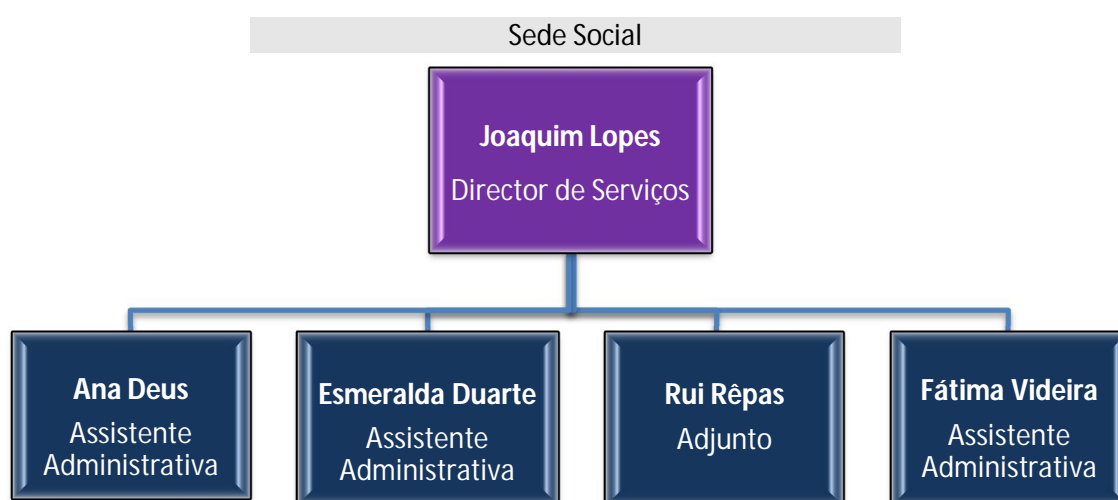 Sede Social
Joaquim Lopes
Director de Serviços
Ana Deus
Assistente
Administrativa
Esmeralda Duarte
Assistente
Administrativa
Rui Rêpas
Adjunto
Fátima Videira
Assistente
Administrativa